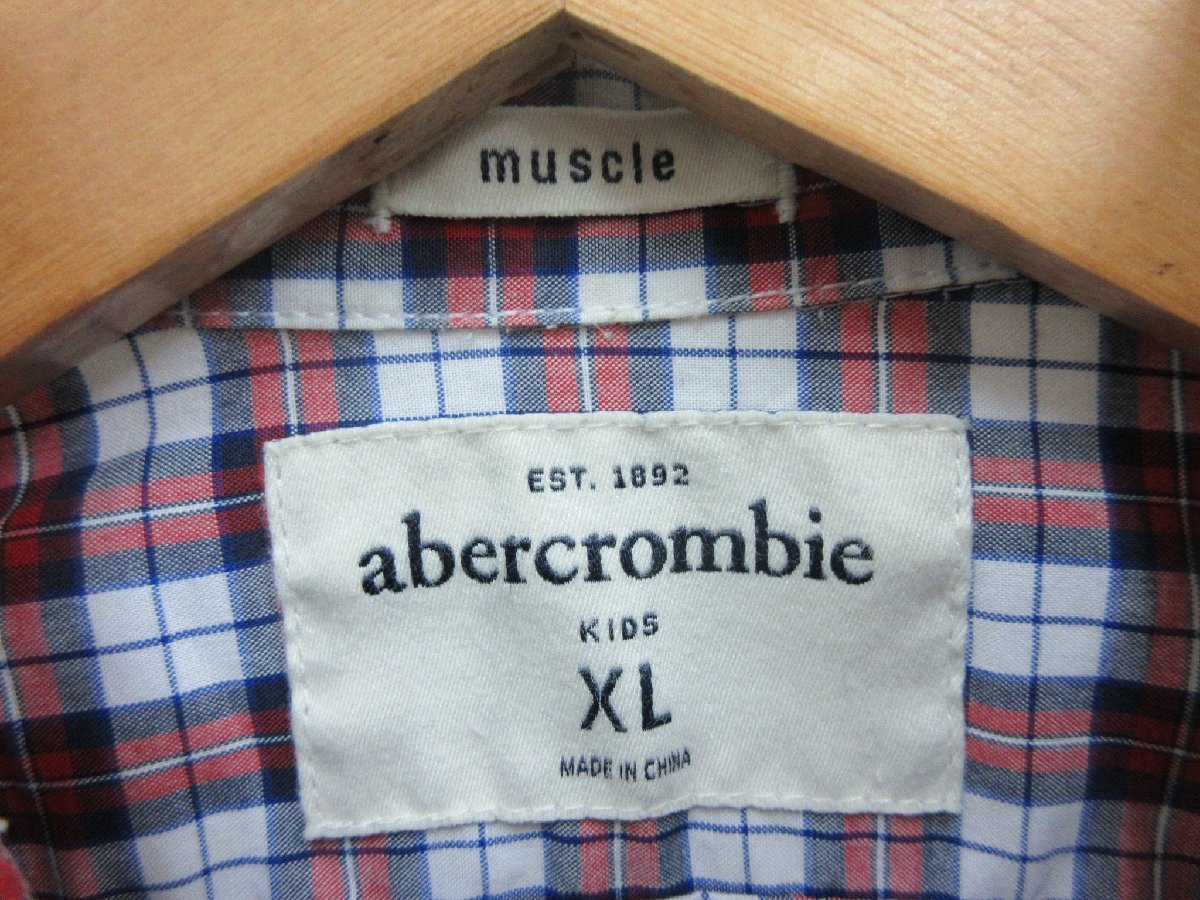 muscle
EST. 1892
abercrombie
KIDS
XL
MADE IN CHINA